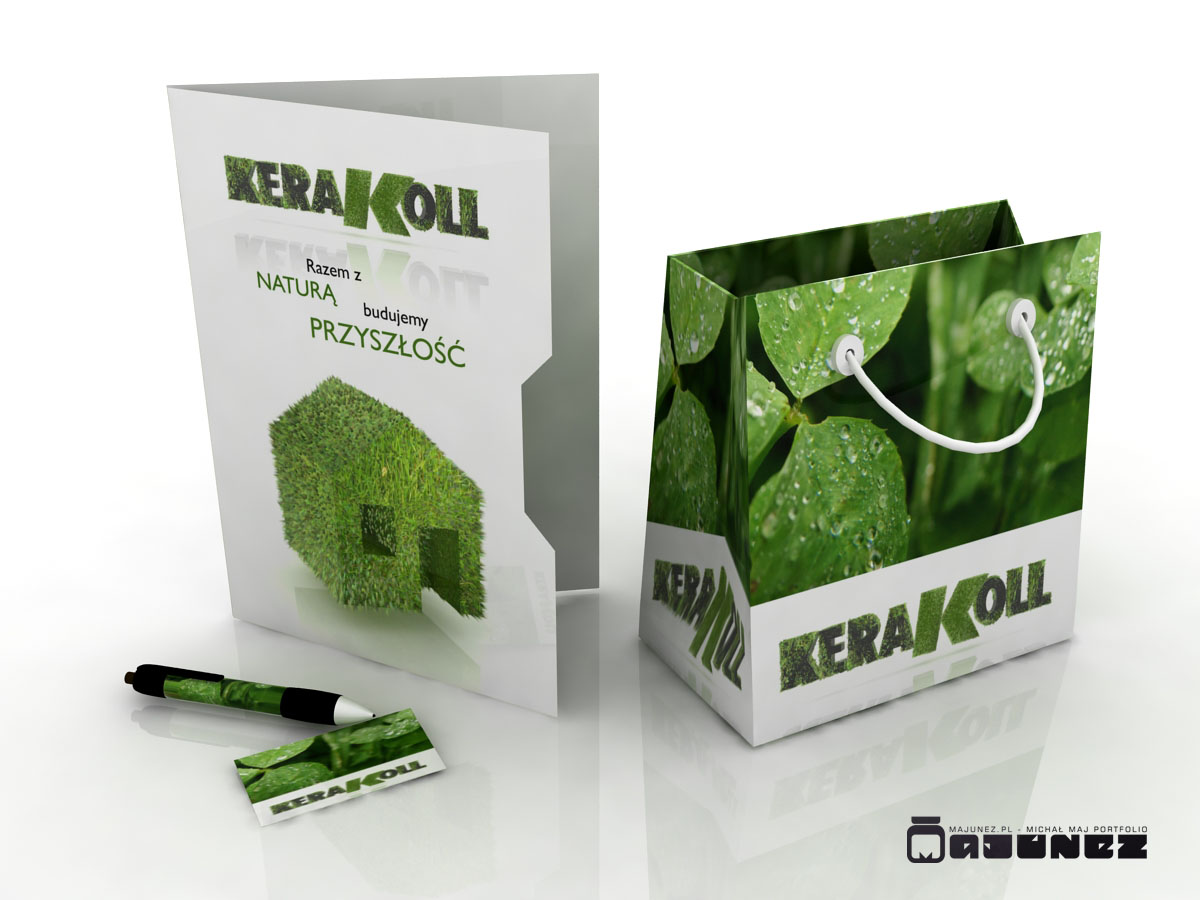 KERAKOLL
Razem z
NATURĄ
budujemy
PRZYSZŁOŚĆ
KERAKOLL
KERAKOLL
KERAKOLL
MAJUNEZ.PL - MICHAŁ MAJ PORTFOLIO
MAJUNEZ